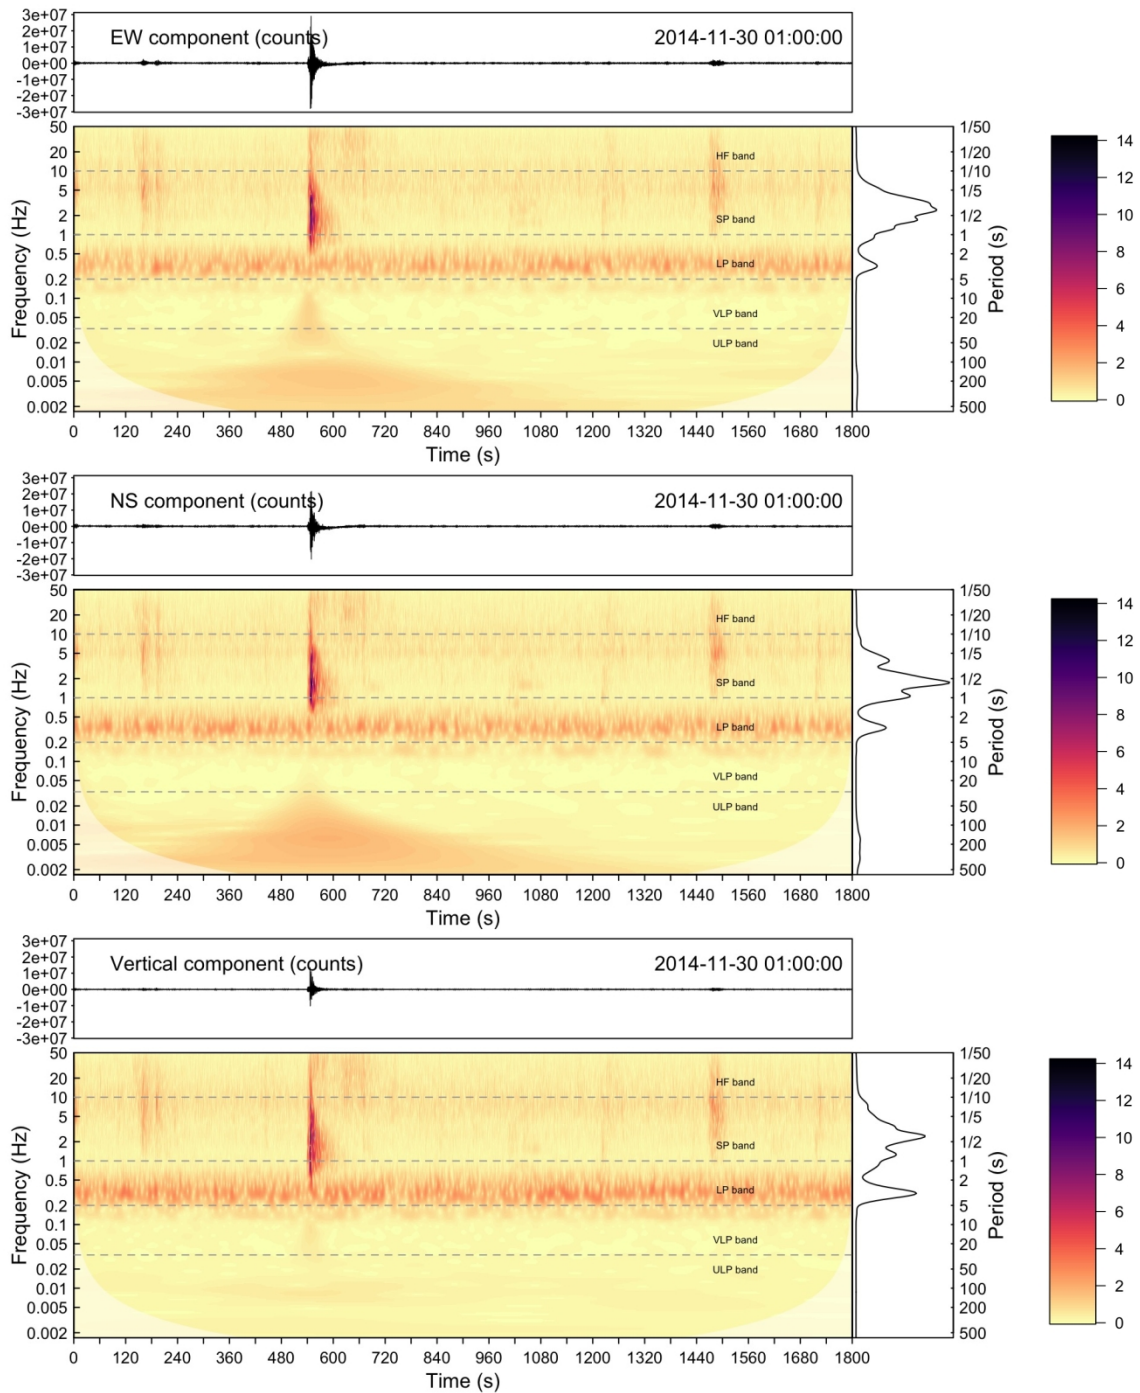 3e+07
2e+07
1e+07
0e+00
-1e+07
-2e+07
-3e+07
EW component (counts)
2014-11-30 01:00:00
50
20
10
5
2
1
0.5
0.2
0.1
0.05
0.02
0.01
0.005
0.002
Frequency (Hz)
HF band
SP band
LP band
VLP band
ULP band
1/50
1/20
1/10
1/5
1/2
1
2
5
10
20
50
100
200
500
Period (s)
14
12
10
8
6
4
2
0
0 120 240 360 480 600 720 840 960 1080 1200 1320 1440 1560 1680 1800
Time (s)
3e+07
2e+07
1e+07
0e+00
-1e+07
-2e+07
-3e+07
NS component (counts)
2014-11-30 01:00:00
50
20
10
5
2
1
0.5
0.2
0.1
0.05
0.02
0.01
0.005
0.002
Frequency (Hz)
HF band
SP band
LP band
VLP band
ULP band
1/50
1/20
1/10
1/5
1/2
1
2
5
10
20
50
100
200
500
Period (s)
14
12
10
8
6
4
2
0
0 120 240 360 480 600 720 840 960 1080 1200 1320 1440 1560 1680 1800
Time (s)
3e+07
2e+07
1e+07
0e+00
-1e+07
-2e+07
-3e+07
Vertical component (counts)
2014-11-30 01:00:00
50
20
10
5
2
1
0.5
0.2
0.1
0.05
0.02
0.01
0.005
0.002
Frequency (Hz)
HF band
SP band
LP band
VLP band
ULP band
1/50
1/20
1/10
1/5
1/2
1
2
5
10
20
50
100
200
500
Period (s)
14
12
10
8
6
4
2
0
0 120 240 360 480 600 720 840 960 1080 1200 1320 1440 1560 1680 1800
Time (s)